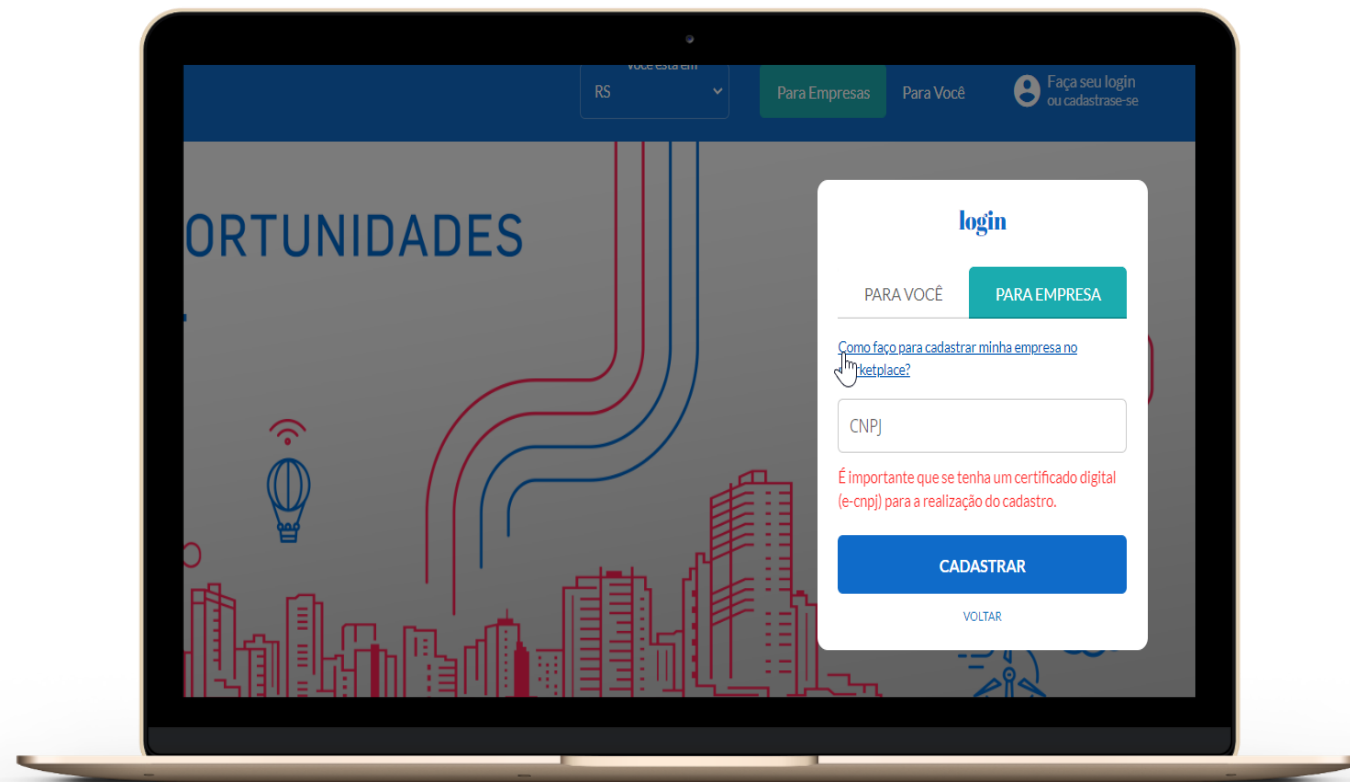 Você está em
RS
Para Empresas
Para Você
Faça seu login
ou cadastrase-se
ORTUNIDADES
login
PARA VOCÊ
PARA EMPRESA
Como faço para cadastrar minha empresa no
rketplace?
CNPJ
É importante que se tenha um certificado digital
(e-cnpj) para a realização do cadastro.
CADASTRAR
VOLTAR